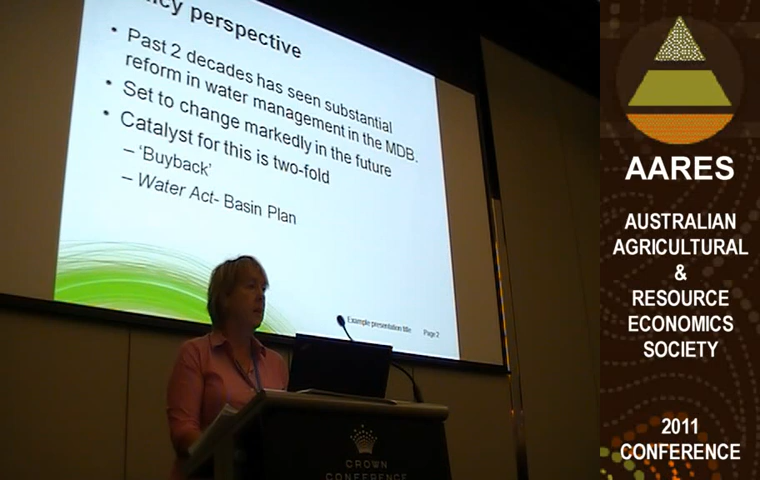 cy perspective
• Past 2 decades has seen substantial
reform in water management in the MDB.
• Set to change markedly in the future
• Catalyst for this is two-fold
– 'Buyback'
– Water Act- Basin Plan
Example presentation title Page 2
CROWN
CONFERENCE
AARES
AUSTRALIAN
AGRICULTURAL
&
RESOURCE
ECONOMICS
SOCIETY
2011
CONFERENCE